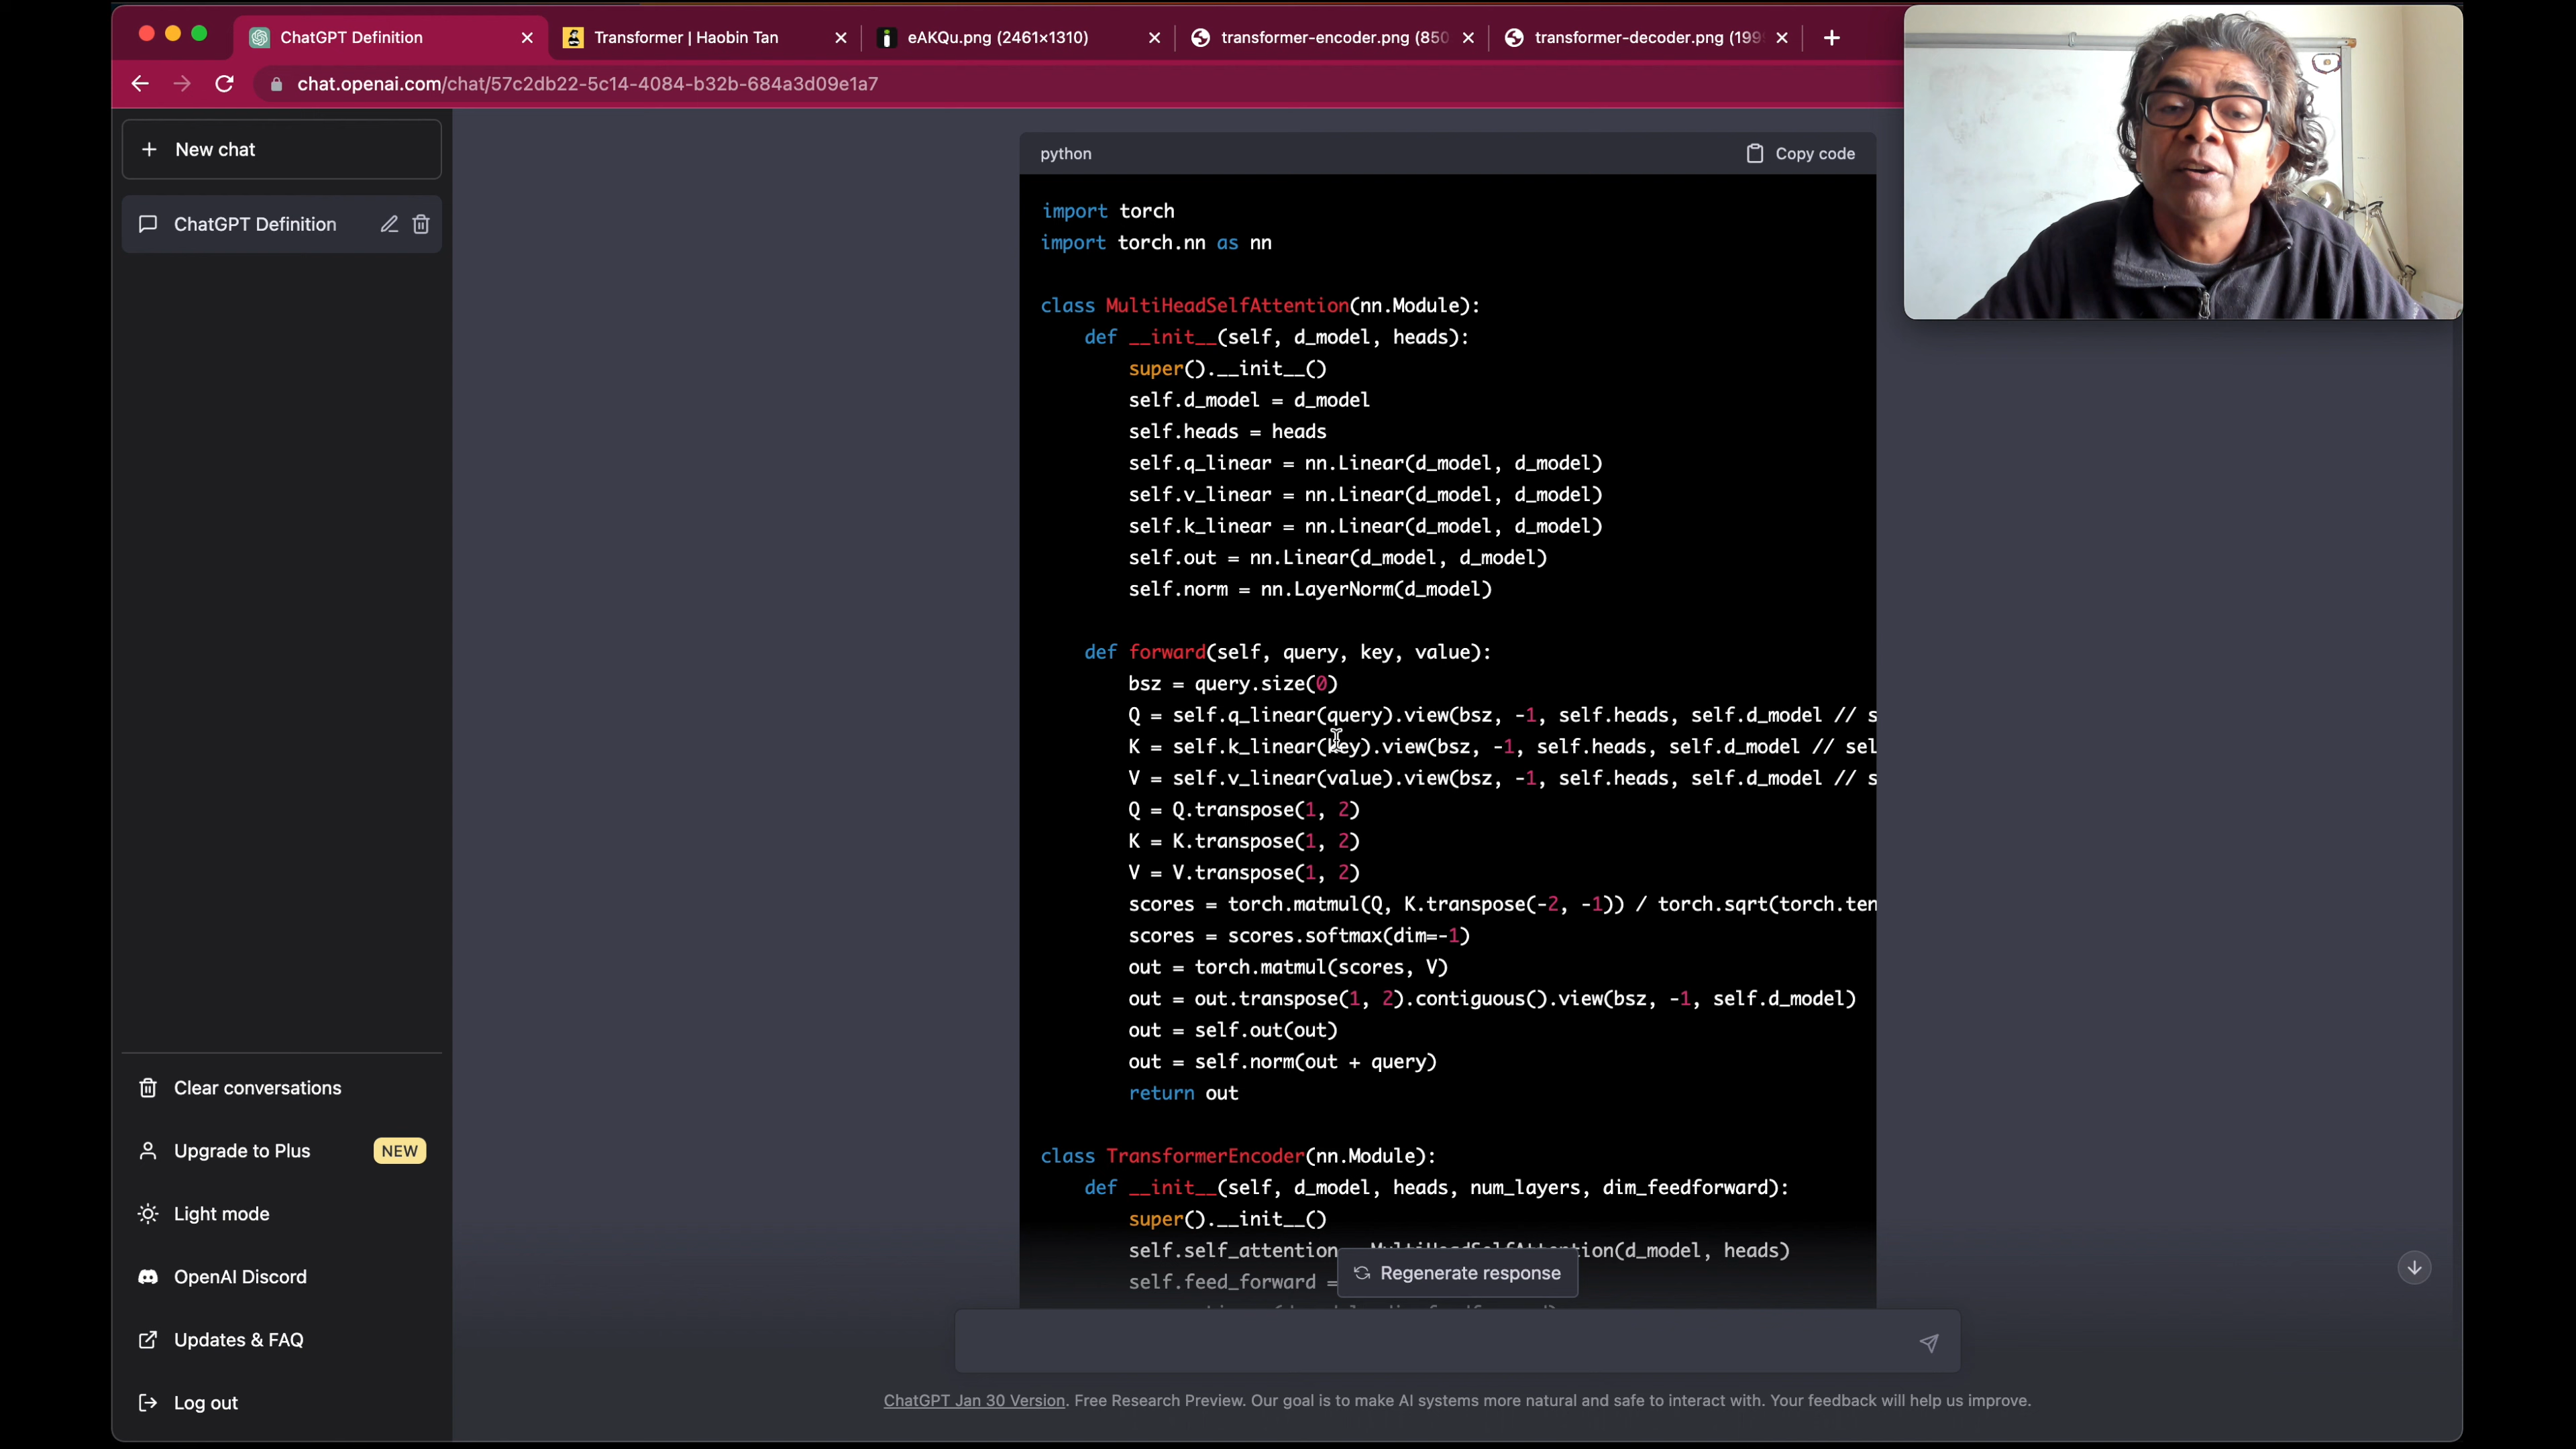 ChatGPT Definition
Transformer | Haobin Tan
eAKQu.png (2461×1310)
transformer-encoder.png (850
transformer-decoder.png (199
chat.openai.com/chat/57c2db22-5c14-4084-b32b-684a3d09e1a7
New chat
ChatGPT Definition
Clear conversations
Upgrade to Plus NEW
Light mode
OpenAI Discord
Updates & FAQ
Log out
python
Copy code
import torch
import torch.nn as nn
class MultiHeadSelfAttention(nn.Module):
def __init__(self, d_model, heads):
super().__init__()
self.d_model = d_model
self.heads = heads
self.q_linear = nn.Linear(d_model, d_model)
self.v_linear = nn.Linear(d_model, d_model)
self.k_linear = nn.Linear(d_model, d_model)
self.out = nn.Linear(d_model, d_model)
self.norm = nn.LayerNorm(d_model)
def forward(self, query, key, value):
bsz = query.size(0)
Q = self.q_linear(query).view(bsz, -1, self.heads, self.d_model // s
K = self.k_linear(key).view(bsz, -1, self.heads, self.d_model // sel
V = self.v_linear(value).view(bsz, -1, self.heads, self.d_model // s
Q = Q.transpose(1, 2)
K = K.transpose(1, 2)
V = V.transpose(1, 2)
scores = torch.matmul(Q, K.transpose(-2, -1)) / torch.sqrt(torch.ten
scores = scores.softmax(dim=-1)
out = torch.matmul(scores, V)
out = out.transpose(1, 2).contiguous().view(bsz, -1, self.d_model)
out = self.out(out)
out = self.norm(out + query)
return out
class TransformerEncoder(nn.Module):
def __init__(self, d_model, heads, num_layers, dim_feedforward):
super().__init__()
self.self_attention (d_model, heads)
self.feed_forward =
Regenerate response
ChatGPT Jan 30 Version. Free Research Preview. Our goal is to make AI systems more natural and safe to interact with. Your feedback will help us improve.